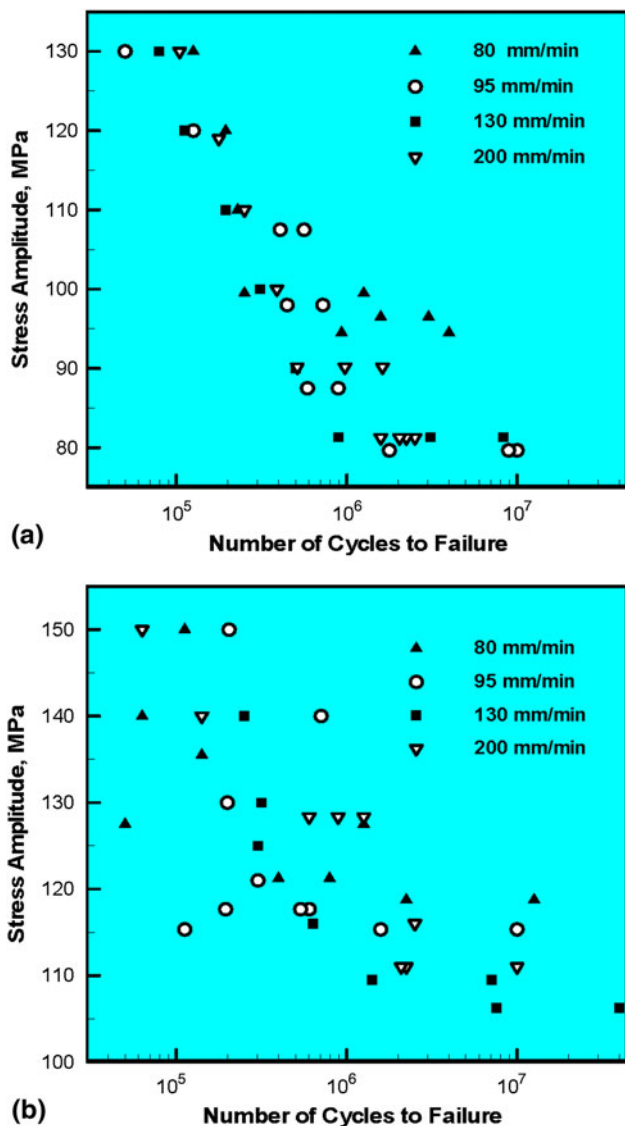 130
120
110
100
90
80
Stress Amplitude, MPa
80 mm/min
95 mm/min
130 mm/min
200 mm/min
10^5
10^6
10^7
(a)
Number of Cycles to Failure
150
140
130
120
110
100
Stress Amplitude, MPa
80 mm/min
95 mm/min
130 mm/min
200 mm/min
10^5
10^6
10^7
(b)
Number of Cycles to Failure